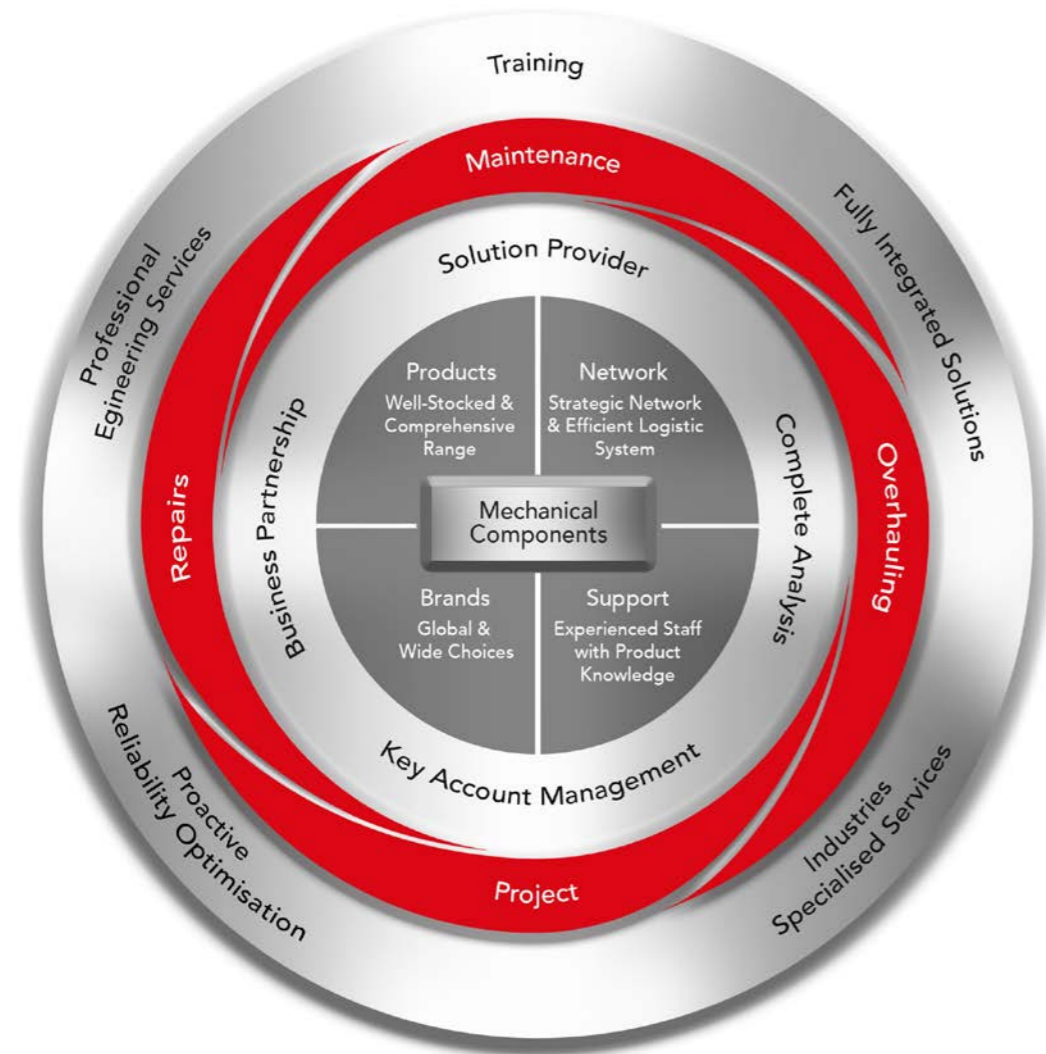 Training
Fully Integrated Solutions
Industries
Specialised Services
Proactive
Reliability Optimisation
Professional
Egineering Services
Maintenance
Overhauling
Project
Repairs
Solution Provider
Complete Analysis
Key Account Management
Business Partnership
Products
Well-Stocked &
Comprehensive
Range
Network
Strategic Network
& Efficient Logistic
System
Mechanical
Components
Brands
Global &
Wide Choices
Support
Experienced Staff
with Product
Knowledge